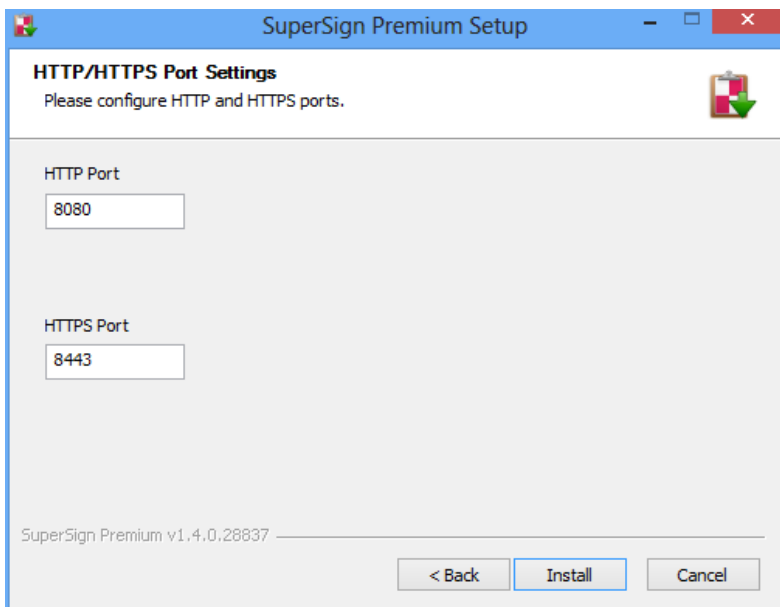 SuperSign Premium Setup
HTTP/HTTPS Port Settings
Please configure HTTP and HTTPS ports.
HTTP Port
8080
HTTPS Port
8443
SuperSign Premium v1.4.0.28837
< Back Install Cancel